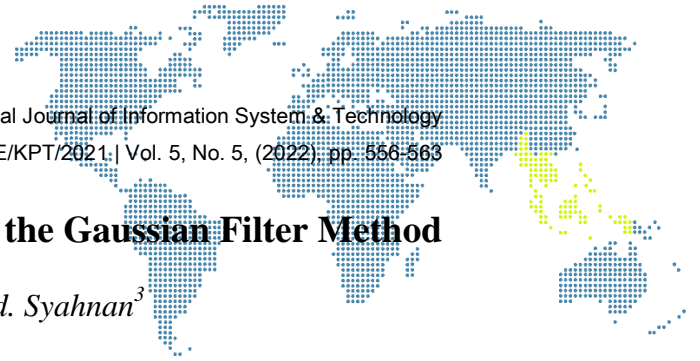 al Journal of Information System & Technology
E/KPT/2021 | Vol. 5, No. 5, (2022), pp. 556-563
the Gaussian Filter Method
d. Syahnan3